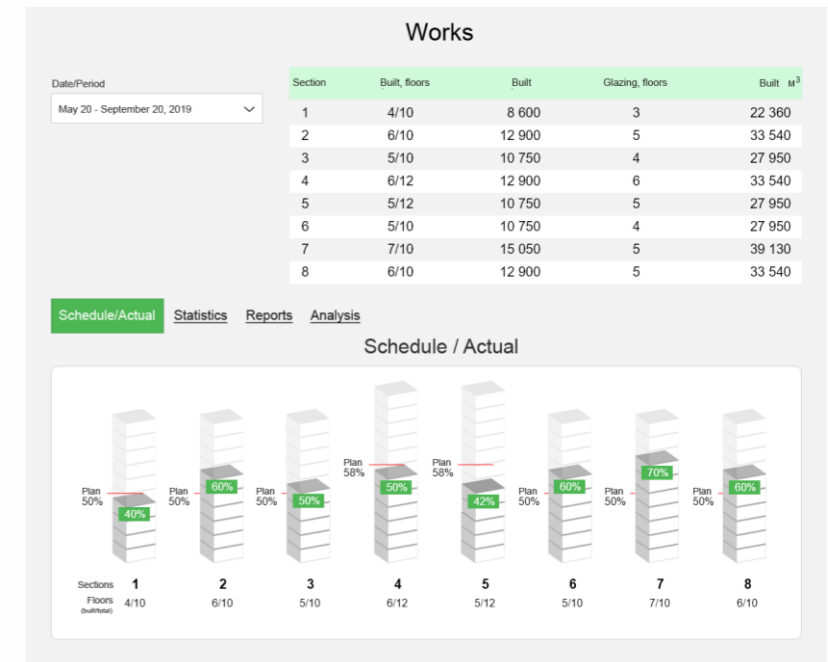 Works
Date/Period
May 20 - September 20, 2019
Section Built, floors Built Glazing, floors Built м³
1 4/10 8 600 3 22 360
2 6/10 12 900 5 33 540
3 5/10 10 750 4 27 950
4 6/12 12 900 6 33 540
5 5/12 10 750 5 27 950
6 5/10 10 750 4 27 950
7 7/10 15 050 5 39 130
8 6/10 12 900 5 33 540
Schedule/Actual Statistics Reports Analysis
Schedule / Actual
Plan 50% 40%
Plan 50% 60%
Plan 50% 50%
Plan 58% 50%
Plan 58% 42%
Plan 50% 60%
Plan 50% 70%
Plan 50% 60%
Sections 1 2 3 4 5 6 7 8
Floors 4/10 6/10 5/10 6/12 5/12 5/10 7/10 6/10
(built/total)